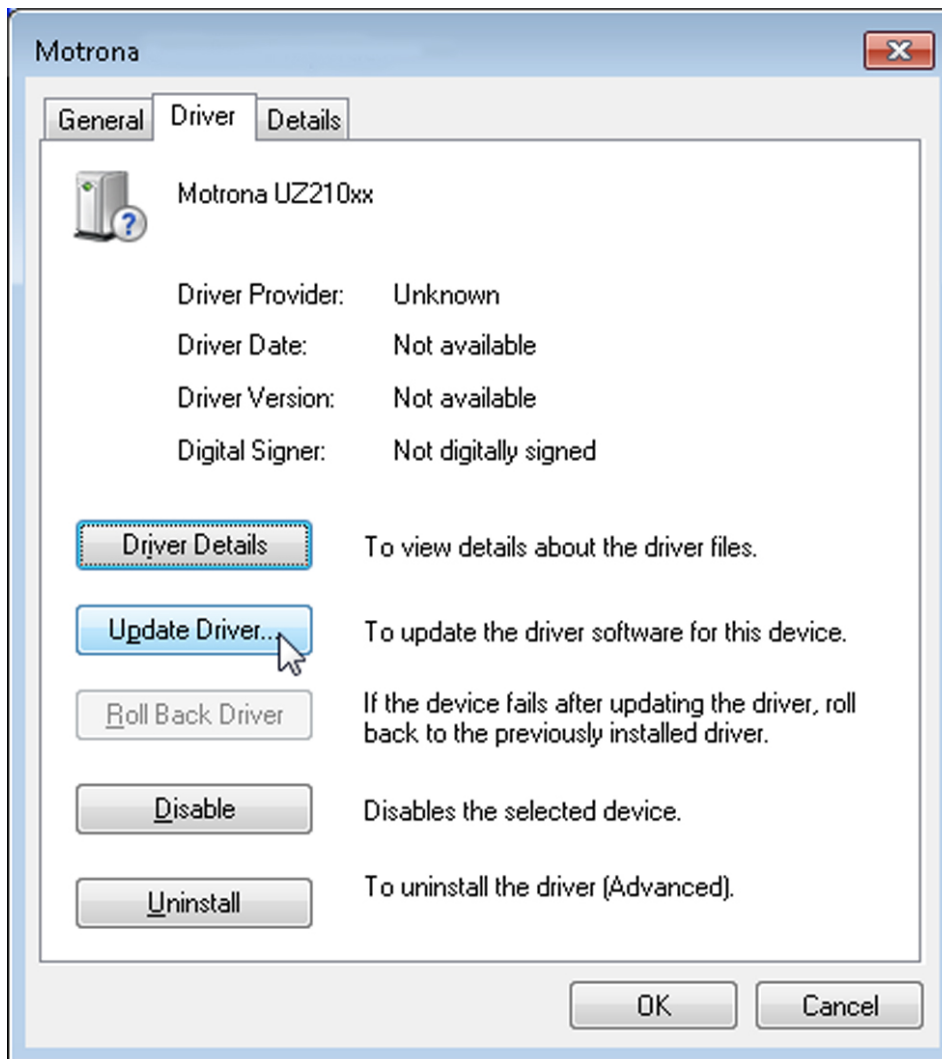 Motrona
General Driver Details
Motrona UZ210xx
Driver Provider: Unknown
Driver Date: Not available
Driver Version: Not available
Digital Signer: Not digitally signed
Driver Details To view details about the driver files.
Update Driver... To update the driver software for this device.
Roll Back Driver If the device fails after updating the driver, roll
back to the previously installed driver.
Disable Disables the selected device.
Uninstall To uninstall the driver (Advanced).
OK Cancel